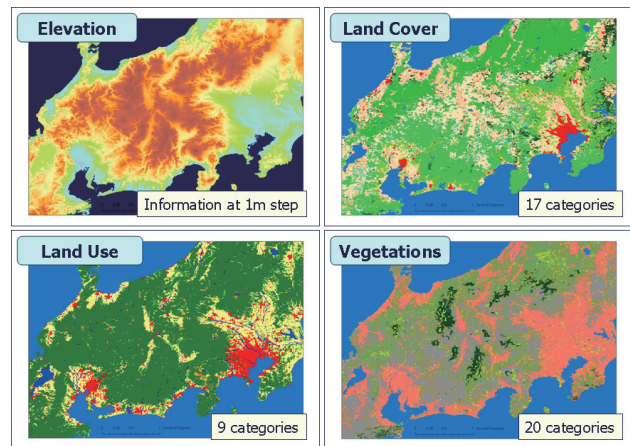 Elevation
Information at 1m step
Land Cover
17 categories
Land Use
9 categories
Vegetations
20 categories